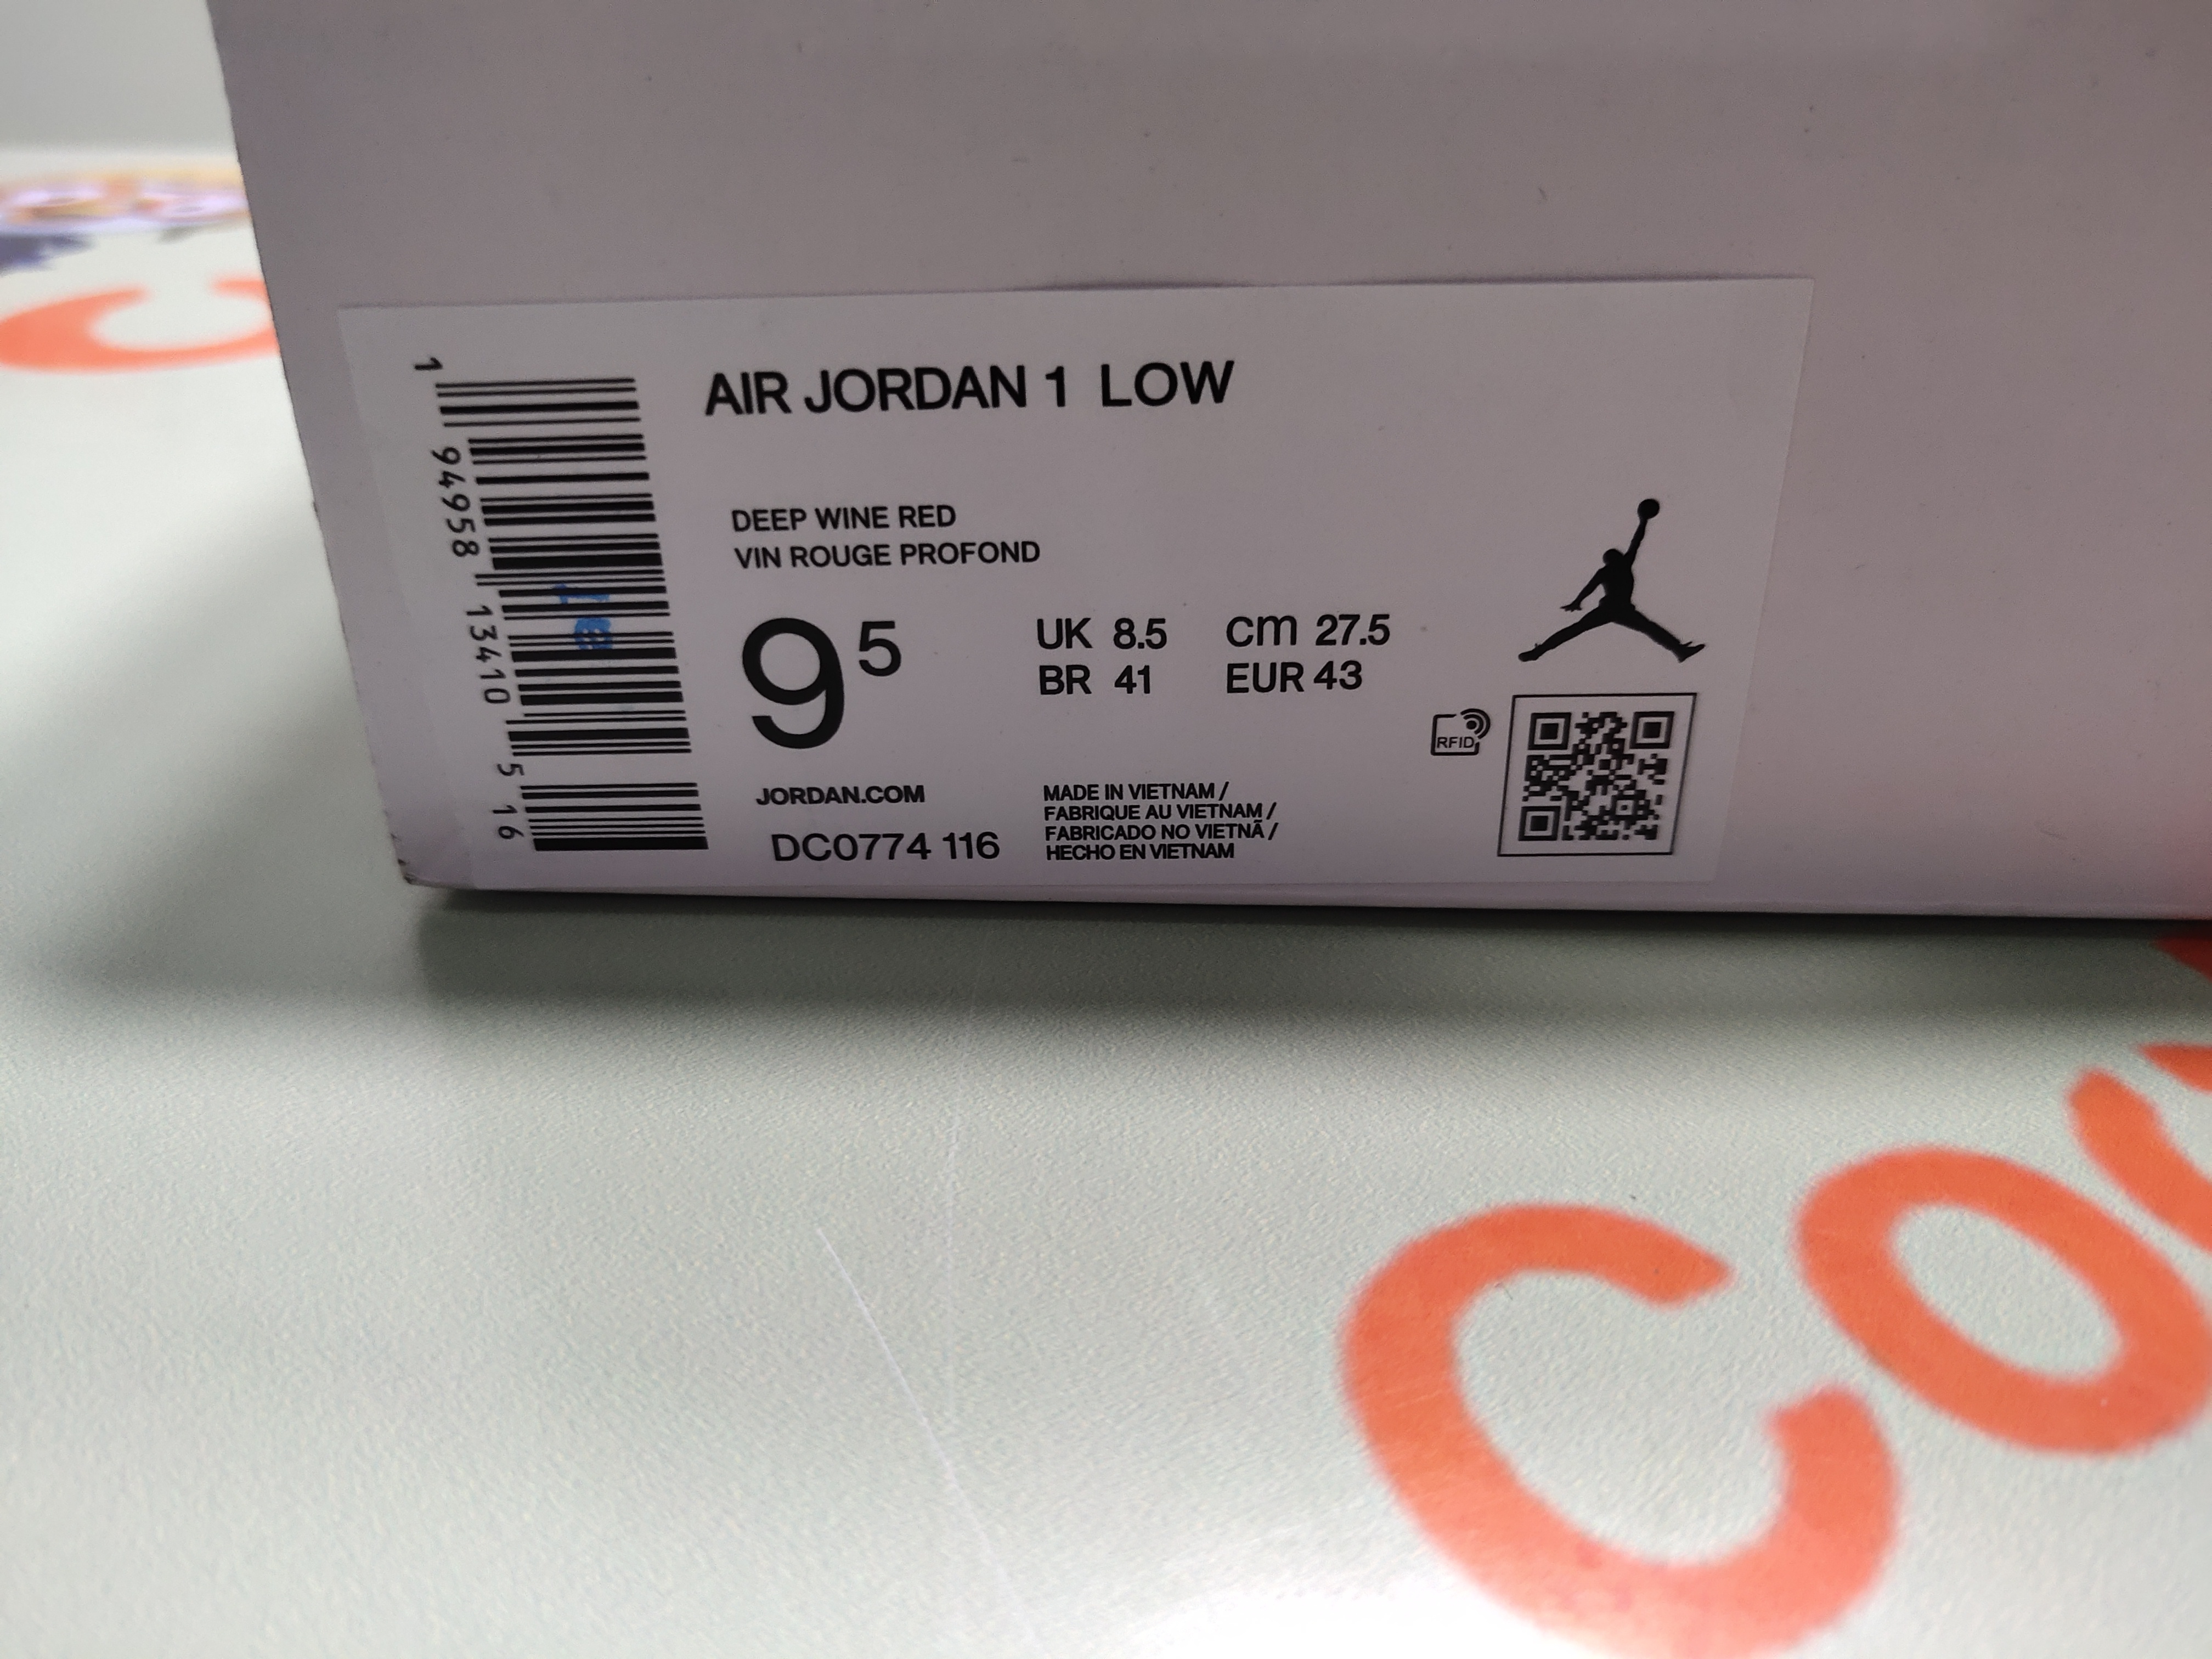 AIR JORDAN 1 LOW
DEEP WINE RED
VIN ROUGE PROFOND
9 5
UK 8.5 cm 27.5
BR 41 EUR 43
RFID
JORDAN.COM
DC0774 116
MADE IN VIETNAM /
FABRIQUE AU VIETNAM /
FABRICADO NO VIETNÃ /
HECHO EN VIETNAM
1 94958 13410 5 16